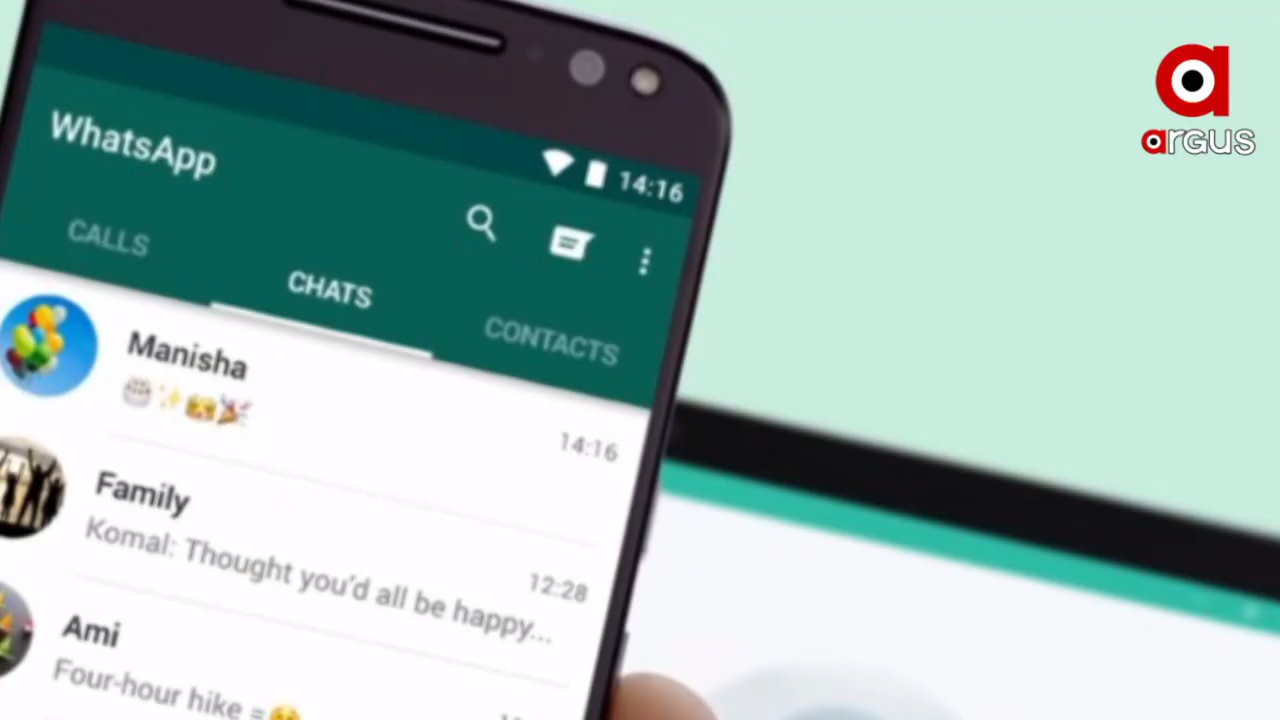 argus
WhatsApp
14:16
CALLS
CHATS
CONTACTS
Manisha
14:16
Family
Komal: Thought you'd all be happy...
12:28
Ami
Four-hour hike =